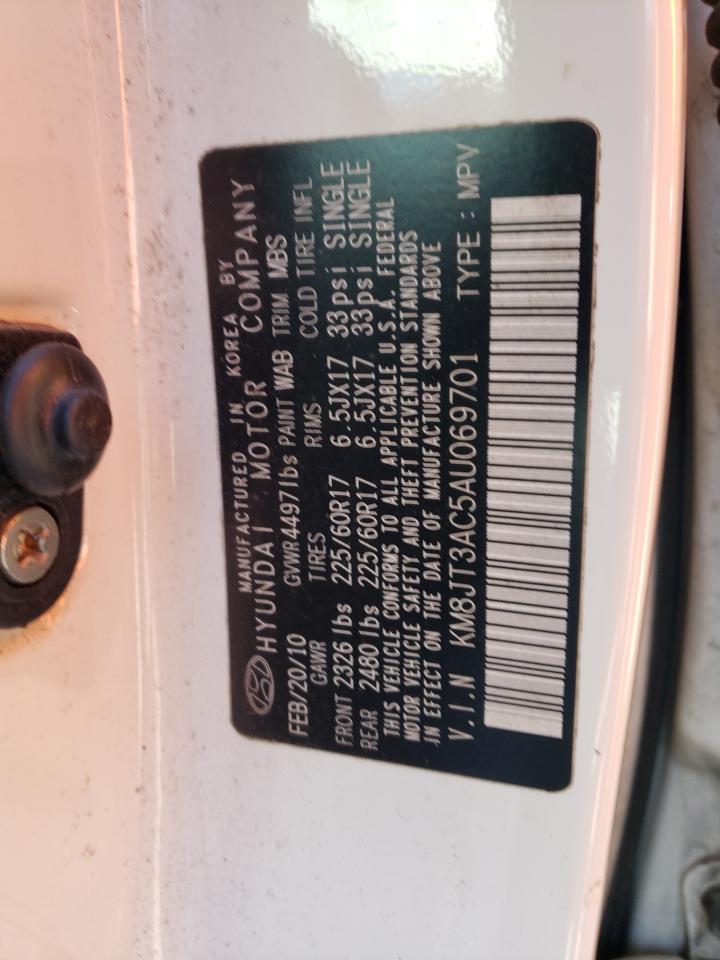 MANUFACTURED IN KOREA BY
HYUNDAI MOTOR COMPANY
FEB/20/10 GVWR 4497lbs PAINT WAB TRIM MBS
GAWR TIRES RIMS COLD TIRE INFL
FRONT 2326 lbs 225/60R17 6.5JX17 33psi SINGLE
REAR 2480 lbs 225/60R17 6.5JX17 33psi SINGLE
THIS VEHICLE CONFORMS TO ALL APPLICABLE U.S.A. FEDERAL
MOTOR VEHICLE SAFETY AND THEFT PREVENTION STANDARDS
IN EFFECT ON THE DATE OF MANUFACTURE SHOWN ABOVE
V.I.N KM8JT3AC5AU069701 TYPE : MPV